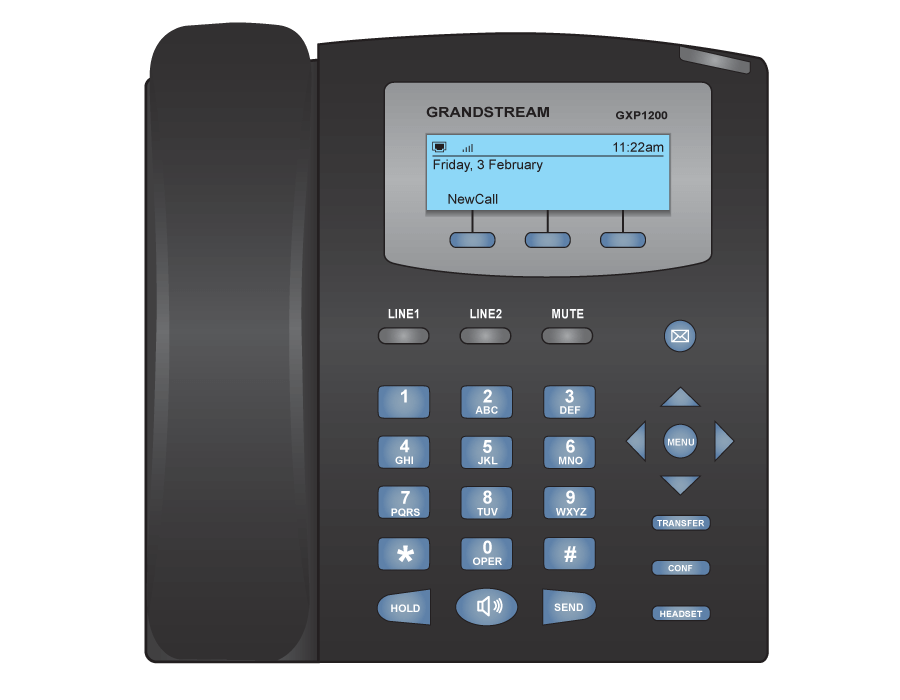 GRANDSTREAM
GXP1200
11:22am
Friday, 3 February
NewCall
LINE1 LINE2 MUTE
1
2 ABC
3 DEF
4 GHI
5 JKL
6 MNO
MENU
7 PQRS
8 TUV
9 WXYZ
TRANSFER
*
0 OPER
#
CONF
HOLD
SEND
HEADSET